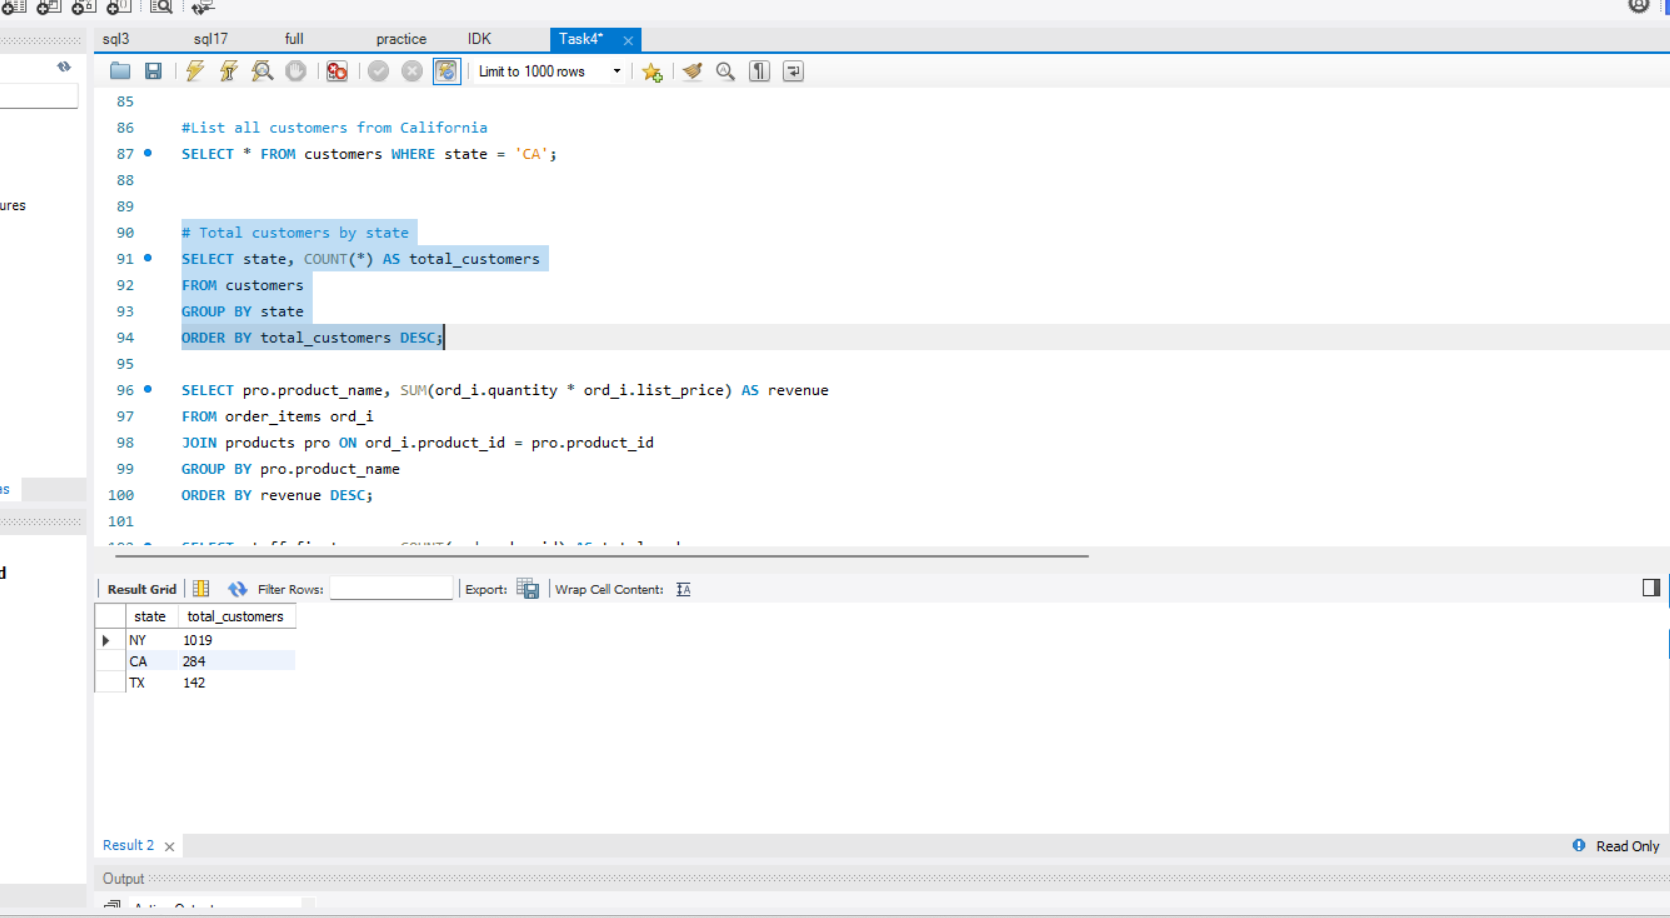 sql3 sql17 full practice IDK Task4*
Limit to 1000 rows
85
86 #List all customers from California
87 SELECT * FROM customers WHERE state = 'CA';
88
89
ures
90 # Total customers by state
91 SELECT state, COUNT(*) AS total_customers
92 FROM customers
93 GROUP BY state
94 ORDER BY total_customers DESC;
95
96 SELECT pro.product_name, SUM(ord_i.quantity * ord_i.list_price) AS revenue
97 FROM order_items ord_i
98 JOIN products pro ON ord_i.product_id = pro.product_id
99 GROUP BY pro.product_name
as
100 ORDER BY revenue DESC;
101
d
Result Grid Filter Rows: Export: Wrap Cell Content:
state total_customers
NY 1019
CA 284
TX 142
Result 2 Read Only
Output